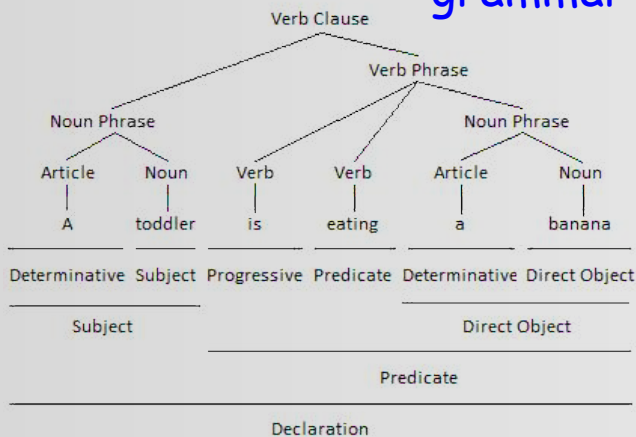 grammar
Verb Clause
Verb Phrase
Noun Phrase Noun Phrase
Article Noun Verb Verb Article Noun
A toddler is eating a banana
Determinative Subject Progressive Predicate Determinative Direct Object
Subject Direct Object
Predicate
Declaration